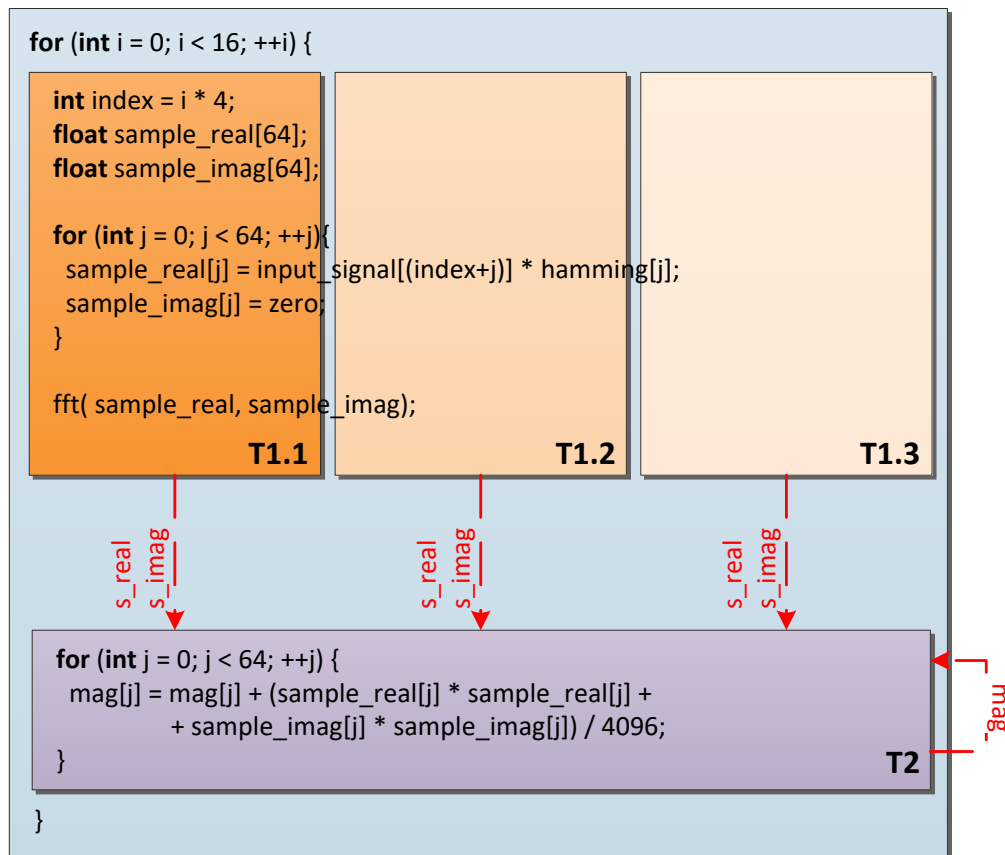 for (int i = 0; i < 16; ++i) {
int index = i * 4;
float sample_real[64];
float sample_imag[64];
for (int j = 0; j < 64; ++j){
sample_real[j] = input_signal[(index+j)] * hamming[j];
sample_imag[j] = zero;
}
fft( sample_real, sample_imag);
T1.1
T1.2
T1.3
s_real
s_imag
s_real
s_imag
s_real
s_imag
for (int j = 0; j < 64; ++j) {
mag[j] = mag[j] + (sample_real[j] * sample_real[j] +
+ sample_imag[j] * sample_imag[j]) / 4096;
}
T2
mag
}